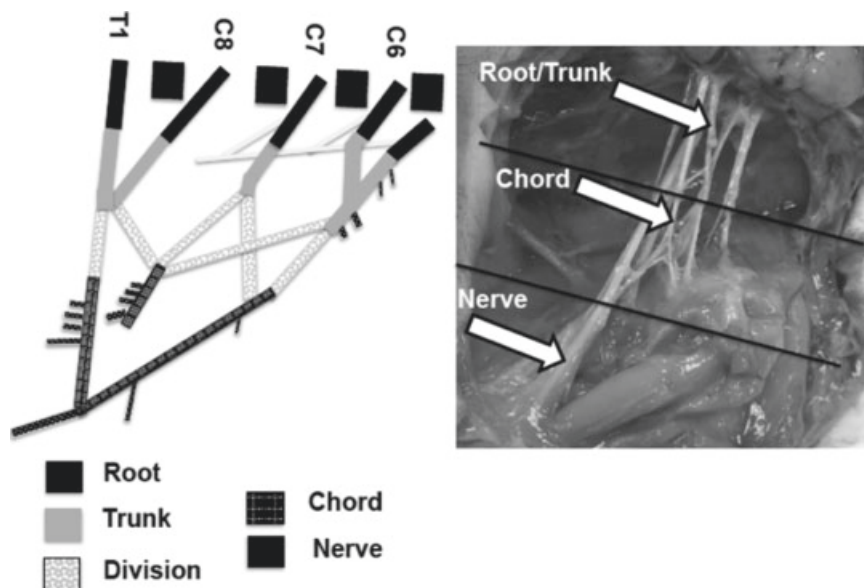 T1
C8
C7
C6
Root/Trunk
Chord
Nerve
Root
Trunk
Division
Chord
Nerve